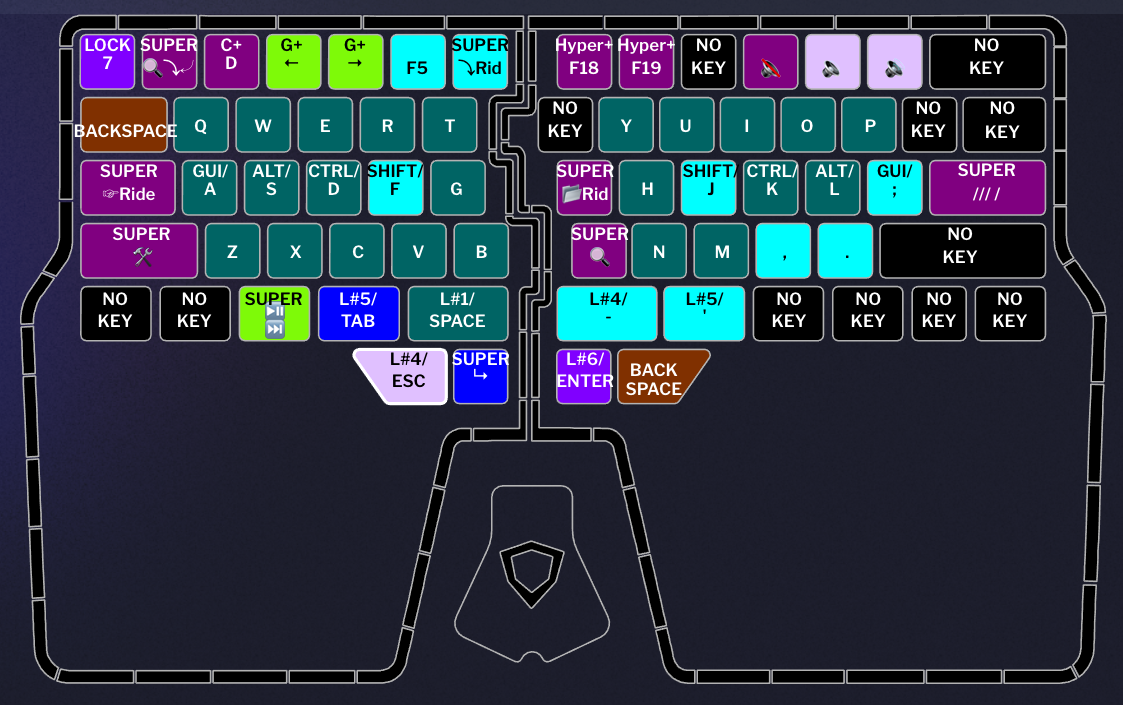 LOCK 7
SUPER 🔍⤵⤶
C+ D
G+ ←
G+ →
F5
SUPER ⤵Rid
Hyper+ F18
Hyper+ F19
NO KEY
🔇
🔈
🔈
NO KEY
BACKSPACE
Q
W
E
R
T
NO KEY
Y
U
I
O
P
NO KEY
NO KEY
SUPER ☞Ride
GUI/ A
ALT/ S
CTRL/ D
SHIFT/ F
G
SUPER 📁Rid
H
SHIFT/ J
CTRL/ K
ALT/ L
GUI/ ;
SUPER /// /
SUPER 🛠
Z
X
C
V
B
SUPER 🔍
N
M
,
.
NO KEY
NO KEY
NO KEY
SUPER ⏯ ⏭
L#5/ TAB
L#1/ SPACE
L#4/ -
L#5/ '
NO KEY
NO KEY
NO KEY
NO KEY
L#4/ ESC
SUPER ↳
L#6/ ENTER
BACK SPACE